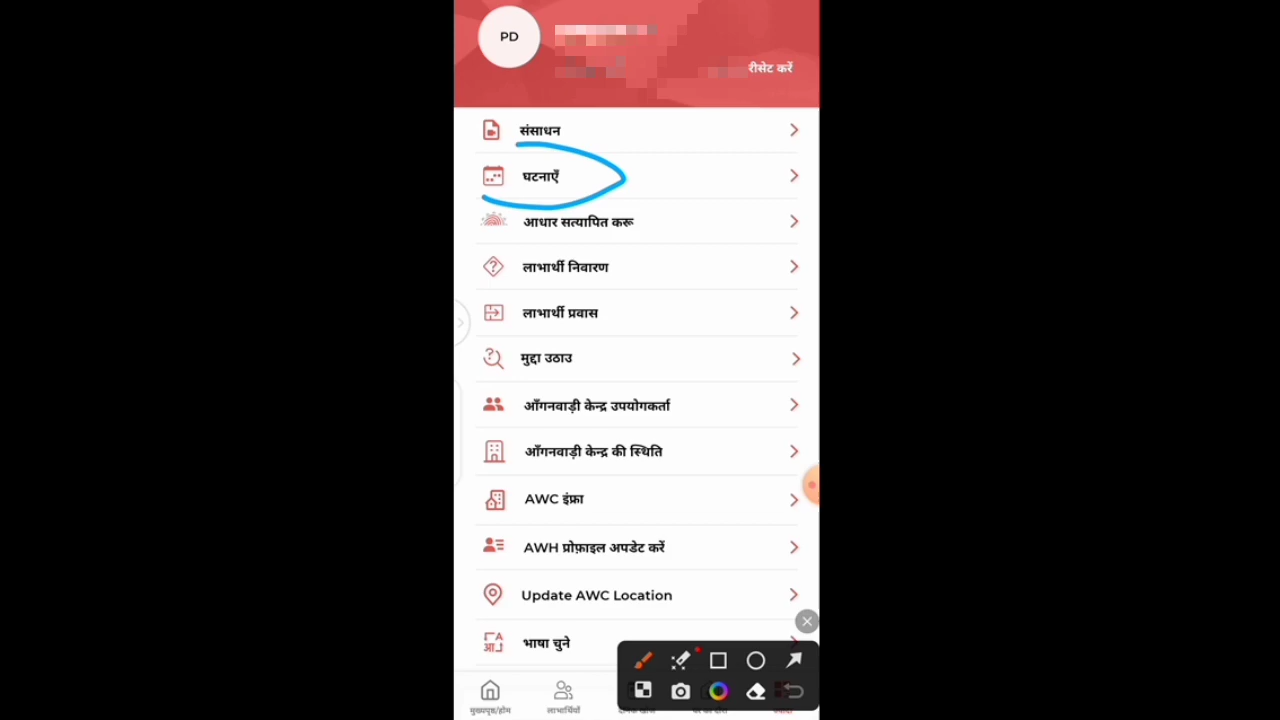 PD
रीसेट करें
संसाधन
घटनाएँ
आधार सत्यापित करू
लाभार्थी निवारण
लाभार्थी प्रवास
मुद्दा उठाउ
आँगनवाड़ी केन्द्र उपयोगकर्ता
आँगनवाड़ी केन्द्र की स्थिति
AWC इंफ्रा
AWH प्रोफ़ाइल अपडेट करें
Update AWC Location
भाषा चुने
मुख्यपृष्ठ/होम
लाभार्थियों